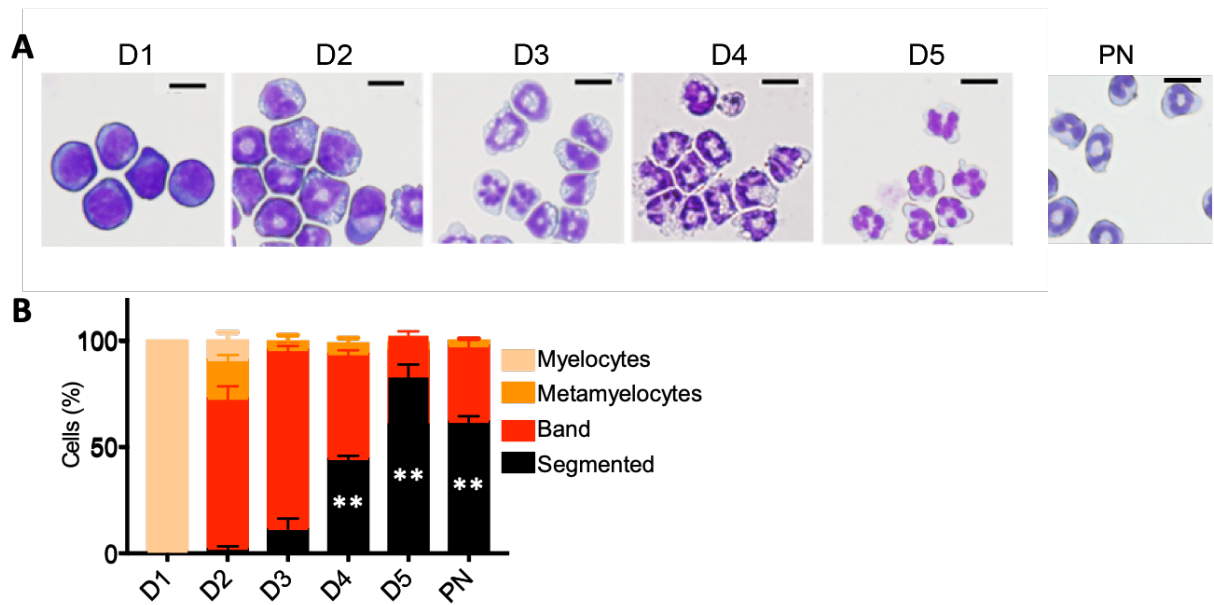 A
D1 D2 D3 D4 D5 PN
B
Cells (%)
100
50
0
** ** **
D1 D2 D3 D4 D5 PN
Myelocytes
Metamyelocytes
Band
Segmented